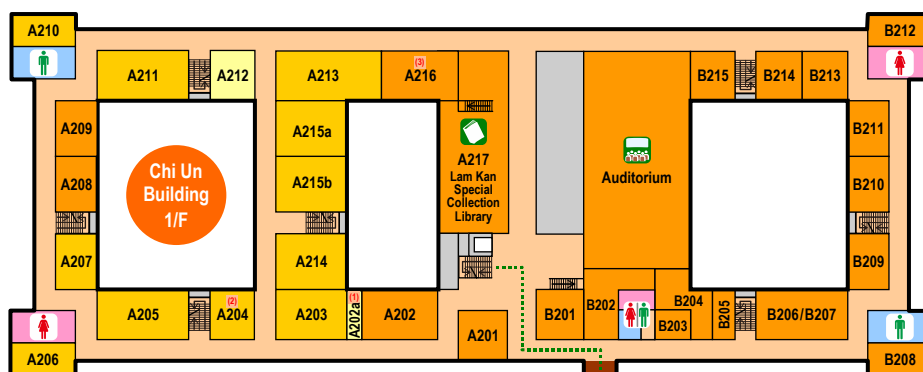 A210
B212
A211
A212
A213
(3)
A216
B215
B214
B213
A209
A215a
B211
Chi Un
Building
1/F
A208
A215b
A217
Lam Kan
Special
Collection
Library
Auditorium
B210
A207
A214
B209
A205
(2)
A204
A203
(1)
A202a
A202
A201
B201
B202
B204
B203
B205
B206/B207
A206
B208